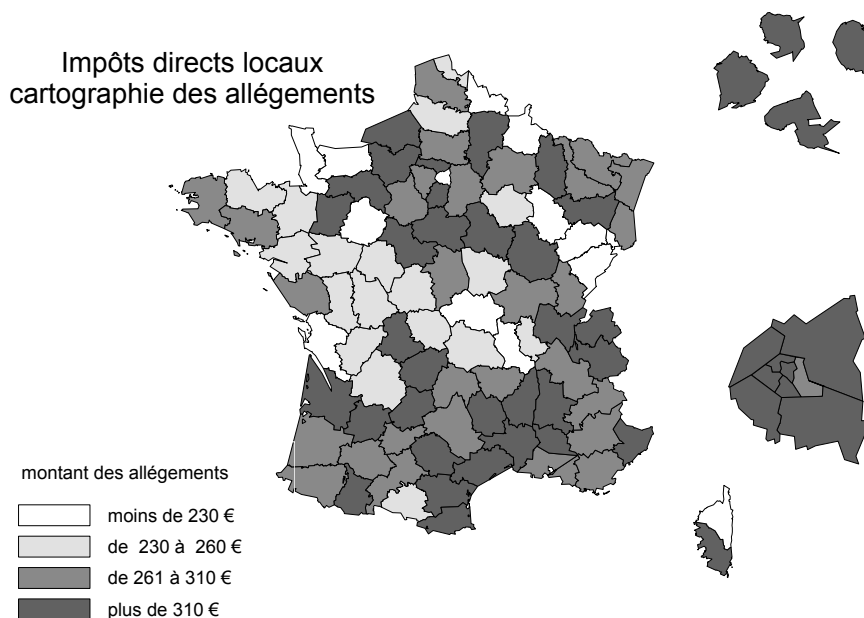 Impôts directs locaux
cartographie des allégements
montant des allégements
moins de 230 €
de 230 à 260 €
de 261 à 310 €
plus de 310 €